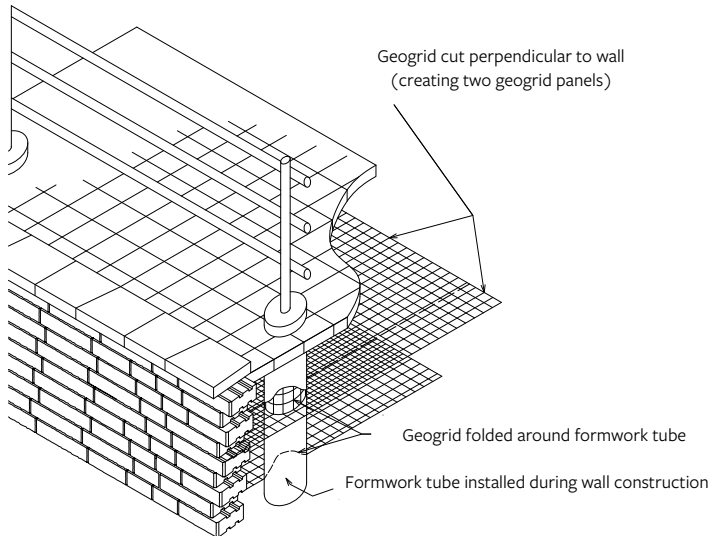 Geogrid cut perpendicular to wall
(creating two geogrid panels)
Geogrid folded around formwork tube
Formwork tube installed during wall construction